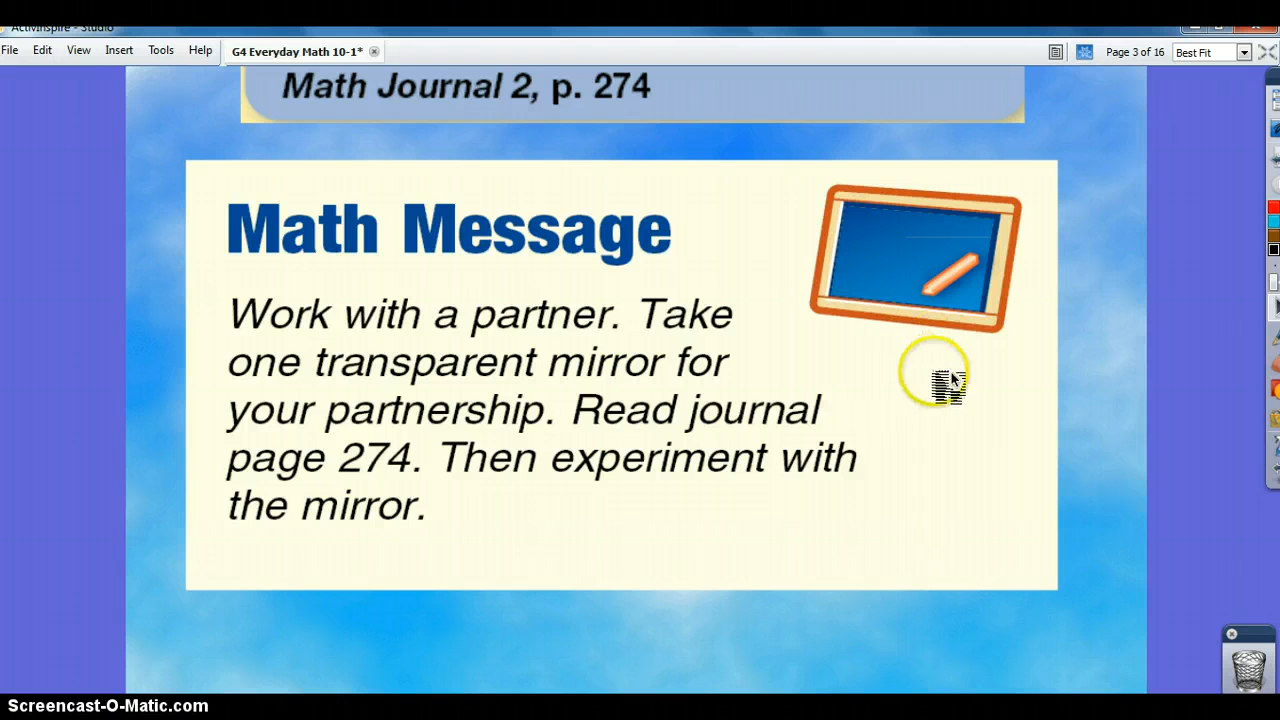 ActivInspire - Studio
File Edit View Insert Tools Help G4 Everyday Math 10-1* Page 3 of 16 Best Fit
Math Journal 2, p. 274
Math Message
Work with a partner. Take
one transparent mirror for
your partnership. Read journal
page 274. Then experiment with
the mirror.
Screencast-O-Matic.com